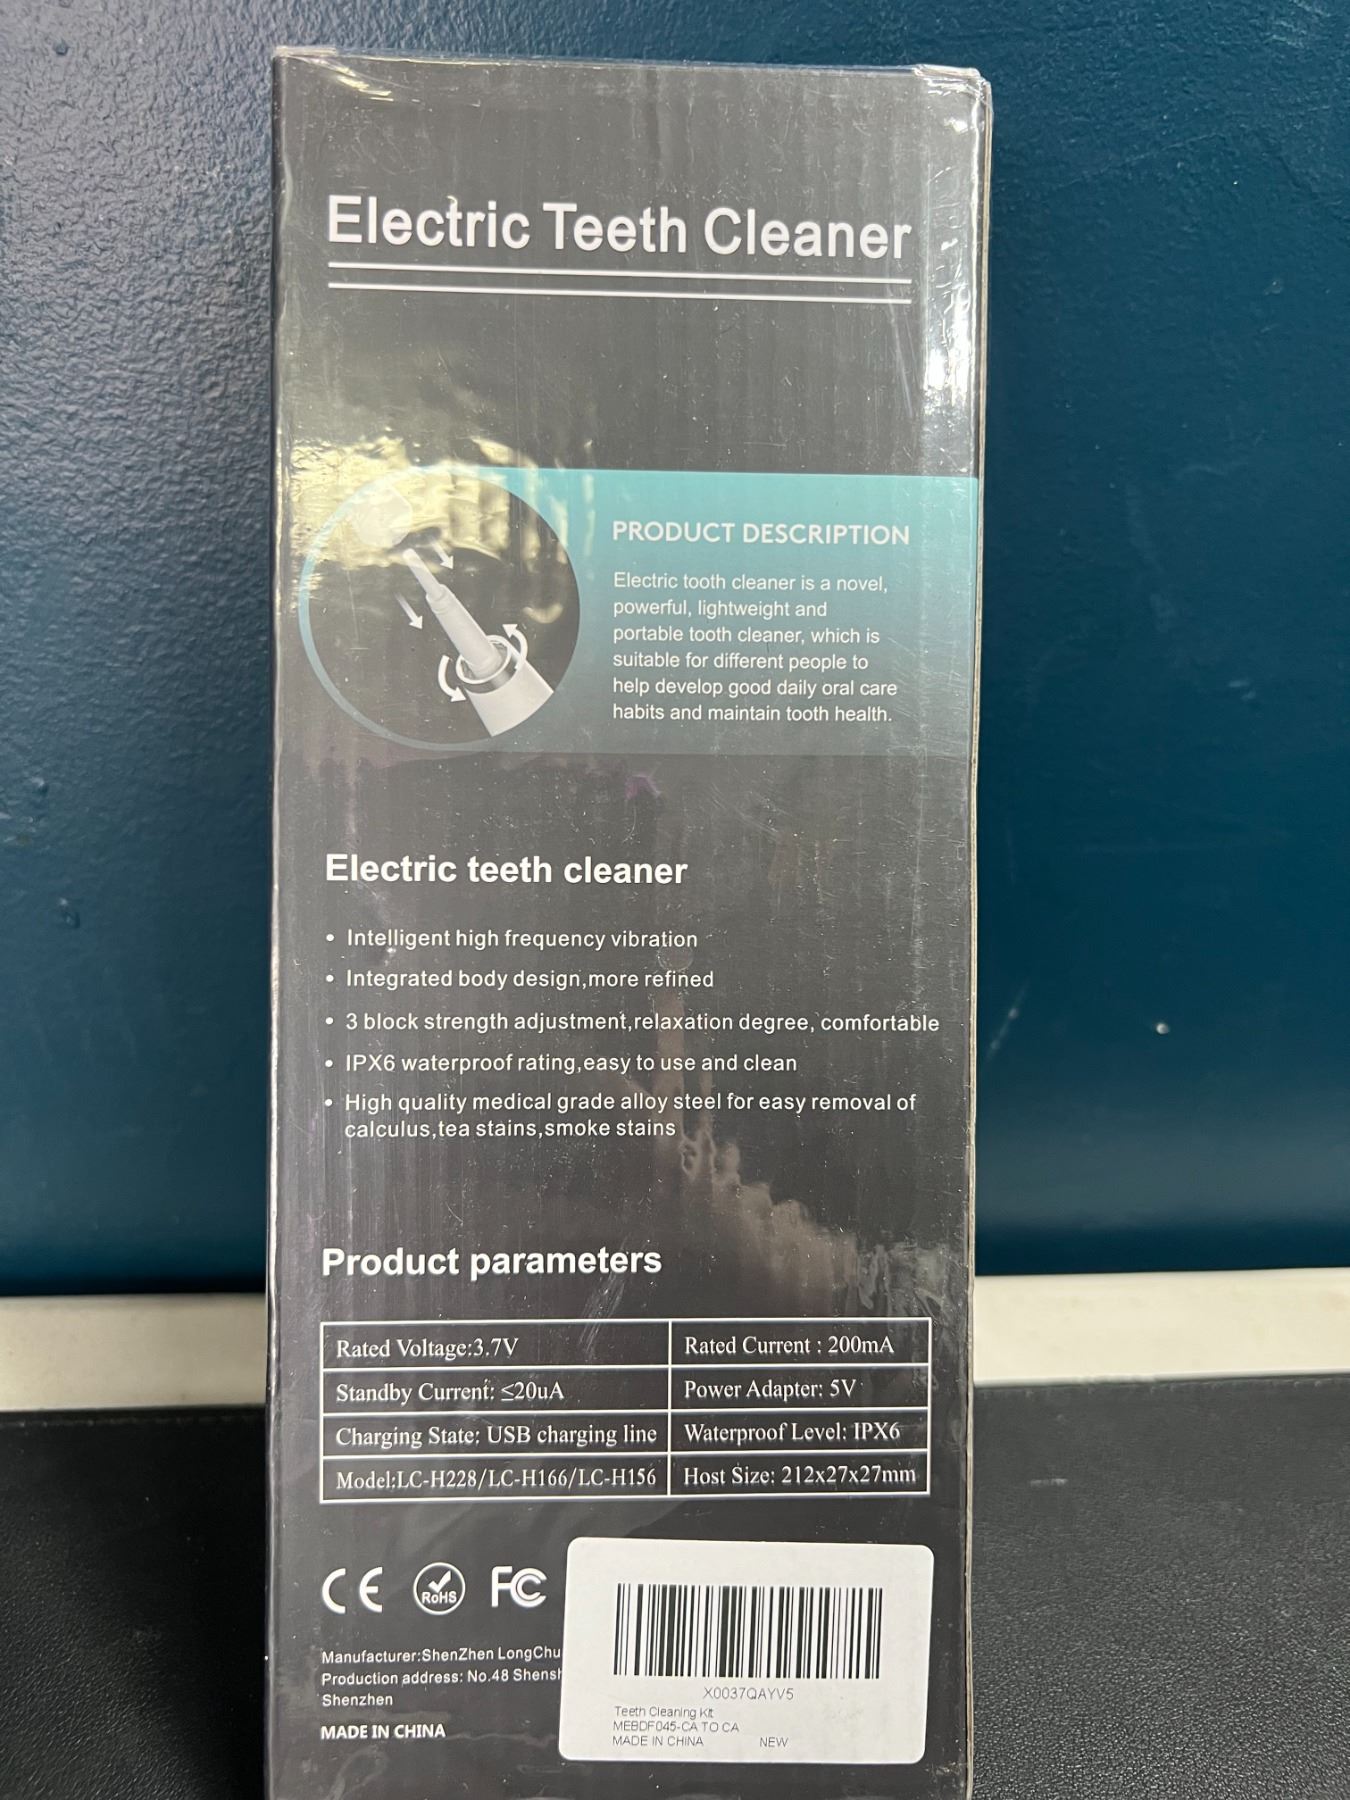 Electric Teeth Cleaner
PRODUCT DESCRIPTION
Electric tooth cleaner is a novel,
powerful, lightweight and
portable tooth cleaner, which is
suitable for different people to
help develop good daily oral care
habits and maintain tooth health.
Electric teeth cleaner
• Intelligent high frequency vibration
• Integrated body design,more refined
• 3 block strength adjustment,relaxation degree, comfortable
• IPX6 waterproof rating,easy to use and clean
• High quality medical grade alloy steel for easy removal of
calculus,tea stains,smoke stains
Product parameters
Rated Voltage:3.7V Rated Current : 200mA
Standby Current: ≤20uA Power Adapter: 5V
Charging State: USB charging line Waterproof Level: IPX6
Model:LC-H228/LC-H166/LC-H156 Host Size: 212x27x27mm
CE RoHS FC
Manufacturer:ShenZhen LongChu
Production address: No.48
Shenzhen
MADE IN CHINA
X0037QAYV5
Teeth Cleaning Kit
MEBDF045-CA TO CA
MADE IN CHINA NEW